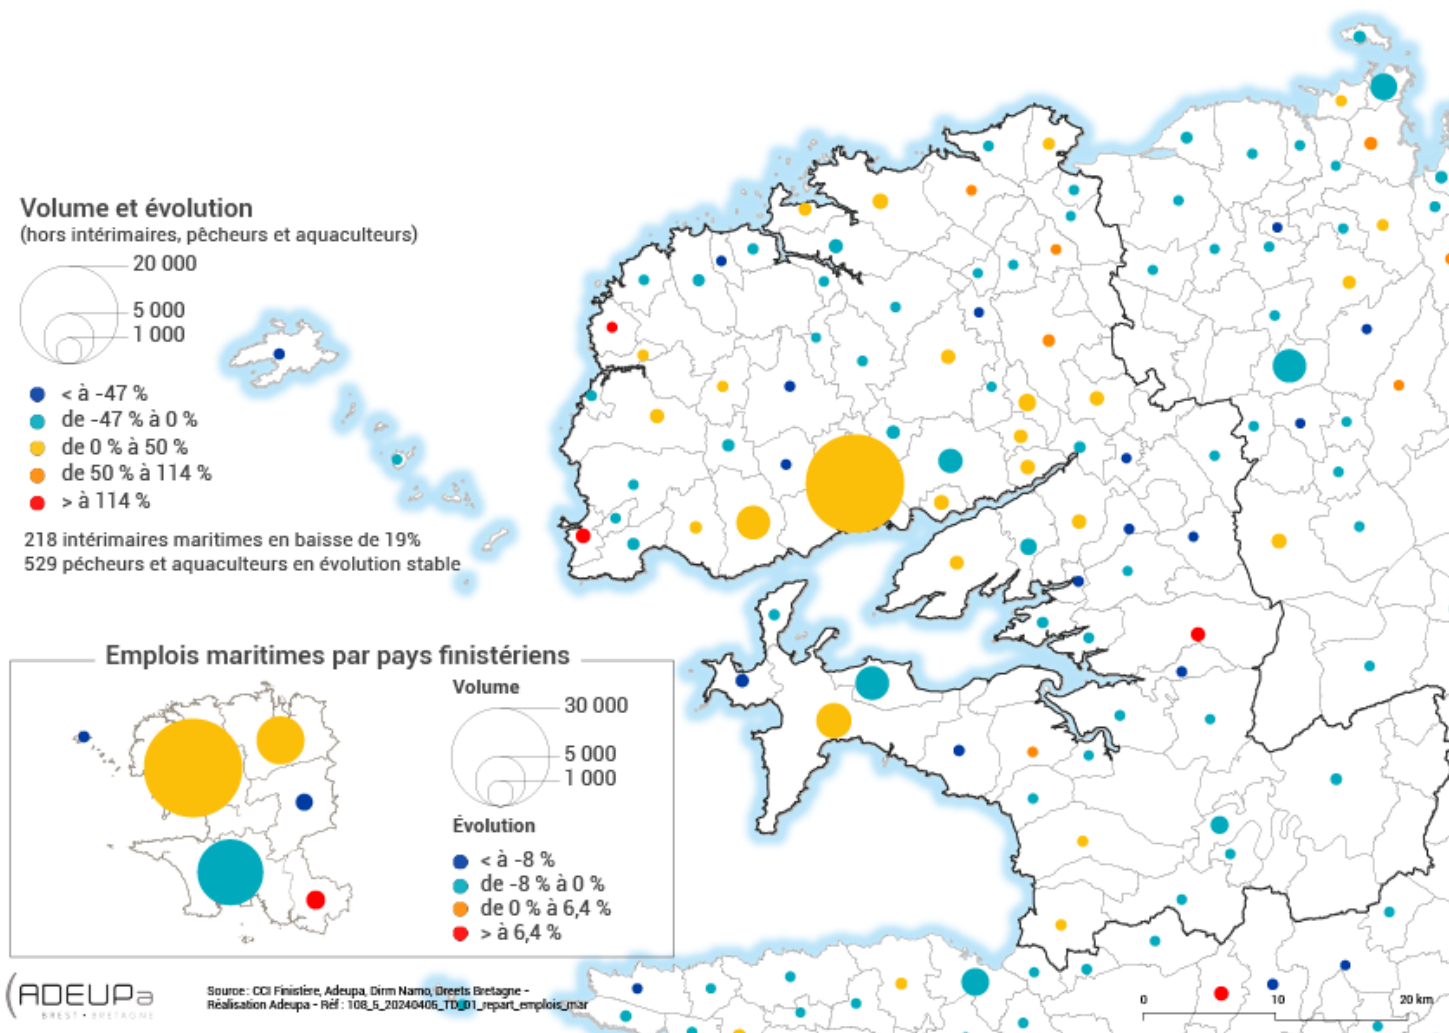 Volume et évolution
(hors intérimaires, pêcheurs et aquaculteurs)
20 000
5 000
1 000
< à -47 %
de -47 % à 0 %
de 0 % à 50 %
de 50 % à 114 %
> à 114 %
218 intérimaires maritimes en baisse de 19%
529 pécheurs et aquaculteurs en évolution stable
Emplois maritimes par pays finistériens
Volume
30 000
5 000
1 000
Évolution
< à -8 %
de -8 % à 0 %
de 0 % à 6,4 %
> à 6,4 %
ADEUPa
BREST • BRETAGNE
Source : CCI Finistère, Adeupa, Dirm Namo, Dreets Bretagne -
Réalisation Adeupa - Réf : 108_5_20240405_TD_01_repart_emplois_mar
0 10 20 km